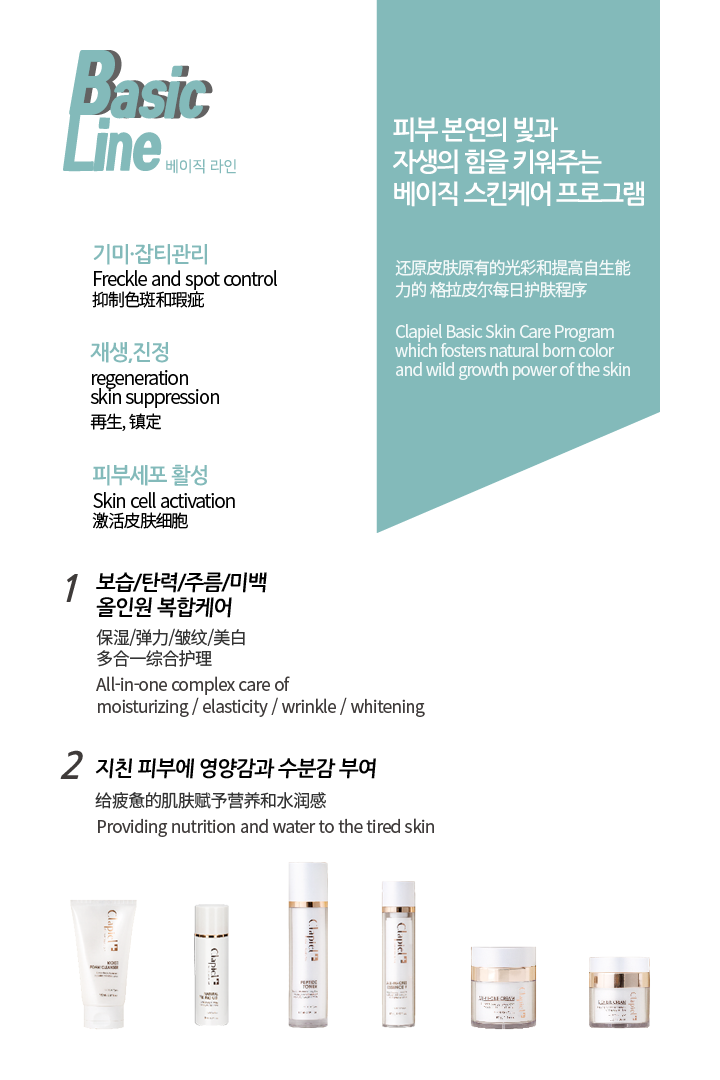 Basic
Line 베이직 라인
피부 본연의 빛과
자생의 힘을 키워주는
베이직 스킨케어 프로그램
还原皮肤原有的光彩和提高自生能
力的 格拉皮尔每日护肤程序
Clapiel Basic Skin Care Program
which fosters natural born color
and wild growth power of the skin
기미·잡티관리
Freckle and spot control
抑制色斑和瑕疵
재생,진정
regeneration
skin suppression
再生, 镇定
피부세포 활성
Skin cell activation
激活皮肤细胞
1 보습/탄력/주름/미백
올인원 복합케어
保湿/弹力/皱纹/美白
多合一综合护理
All-in-one complex care of
moisturizing / elasticity / wrinkle / whitening
2 지친 피부에 영양감과 수분감 부여
给疲惫的肌肤赋予营养和水润感
Providing nutrition and water to the tired skin
Clapiel
MOIST
FOAM CLEANSER
Clapiel
Clapiel
PEPTIDE
TONER
Clapiel